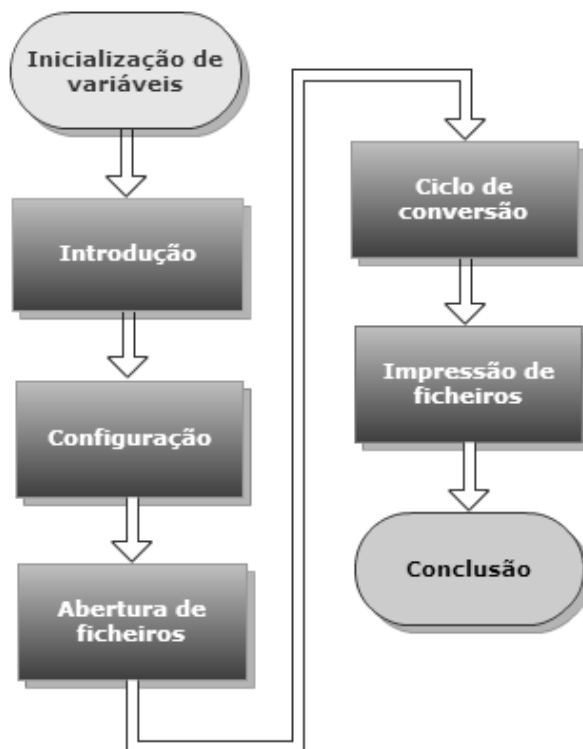 Inicialização de
variáveis
Introdução
Configuração
Abertura de
ficheiros
Ciclo de
conversão
Impressão de
ficheiros
Conclusão